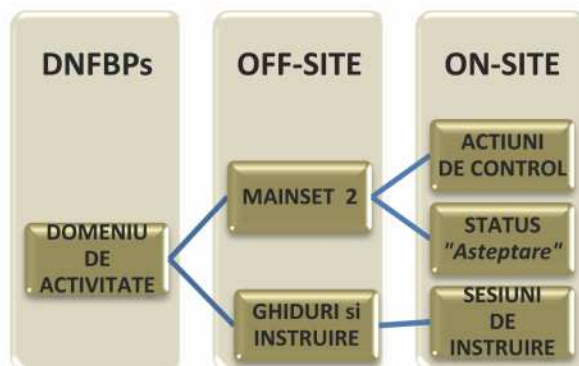 DNFBPs
OFF-SITE
ON-SITE
DOMENIU
DE
ACTIVITATE
MAINSET 2
GHIDURI si
INSTRUIRE
ACTIUNI
DE CONTROL
STATUS
"Asteptare"
SESIUNI
DE
INSTRUIRE